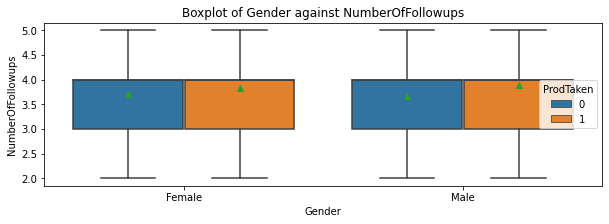 Boxplot of Gender against NumberOfFollowups
NumberOfFollowups
5.0
4.5
4.0
3.5
3.0
2.5
2.0
ProdTaken
0
1
Female
Male
Gender